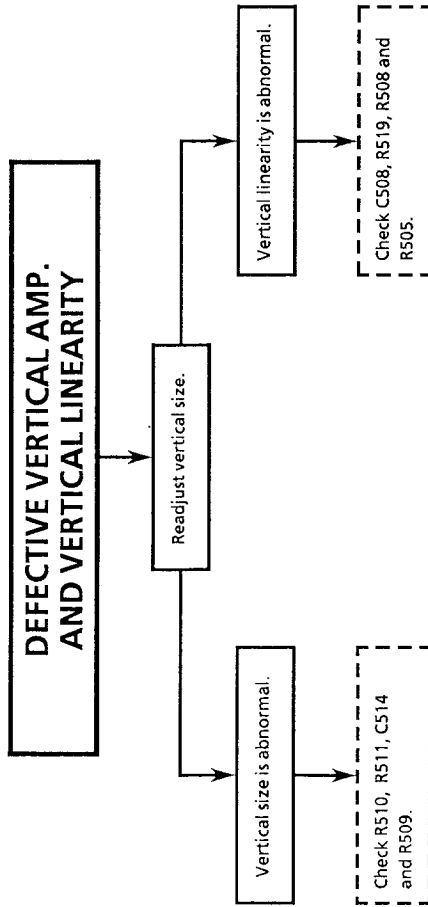 DEFECTIVE VERTICAL AMP.
AND VERTICAL LINEARITY
Readjust vertical size.
Vertical size is abnormal.
Vertical linearity is abnormal.
Check R510, R511, C514
and R509.
Check C508, R519, R508 and
R505.